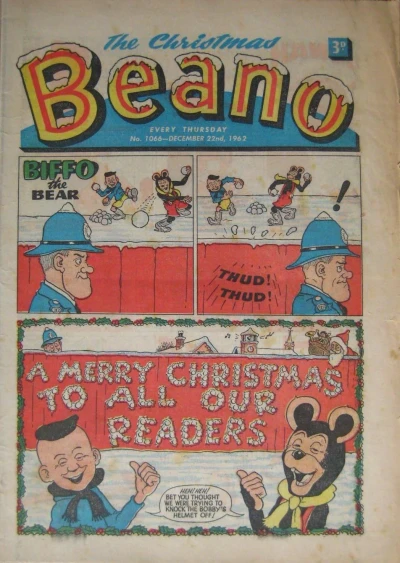 The Christmas
Beano
3D
EVERY THURSDAY
No. 1066—DECEMBER 22nd, 1962
BIFFO
the
BEAR
!
THUD!
THUD!
A MERRY CHRISTMAS
TO ALL OUR
READERS
HEH! HEH!
BET YOU THOUGHT
WE WERE TRYING TO
KNOCK THE BOBBY'S
HELMET OFF!